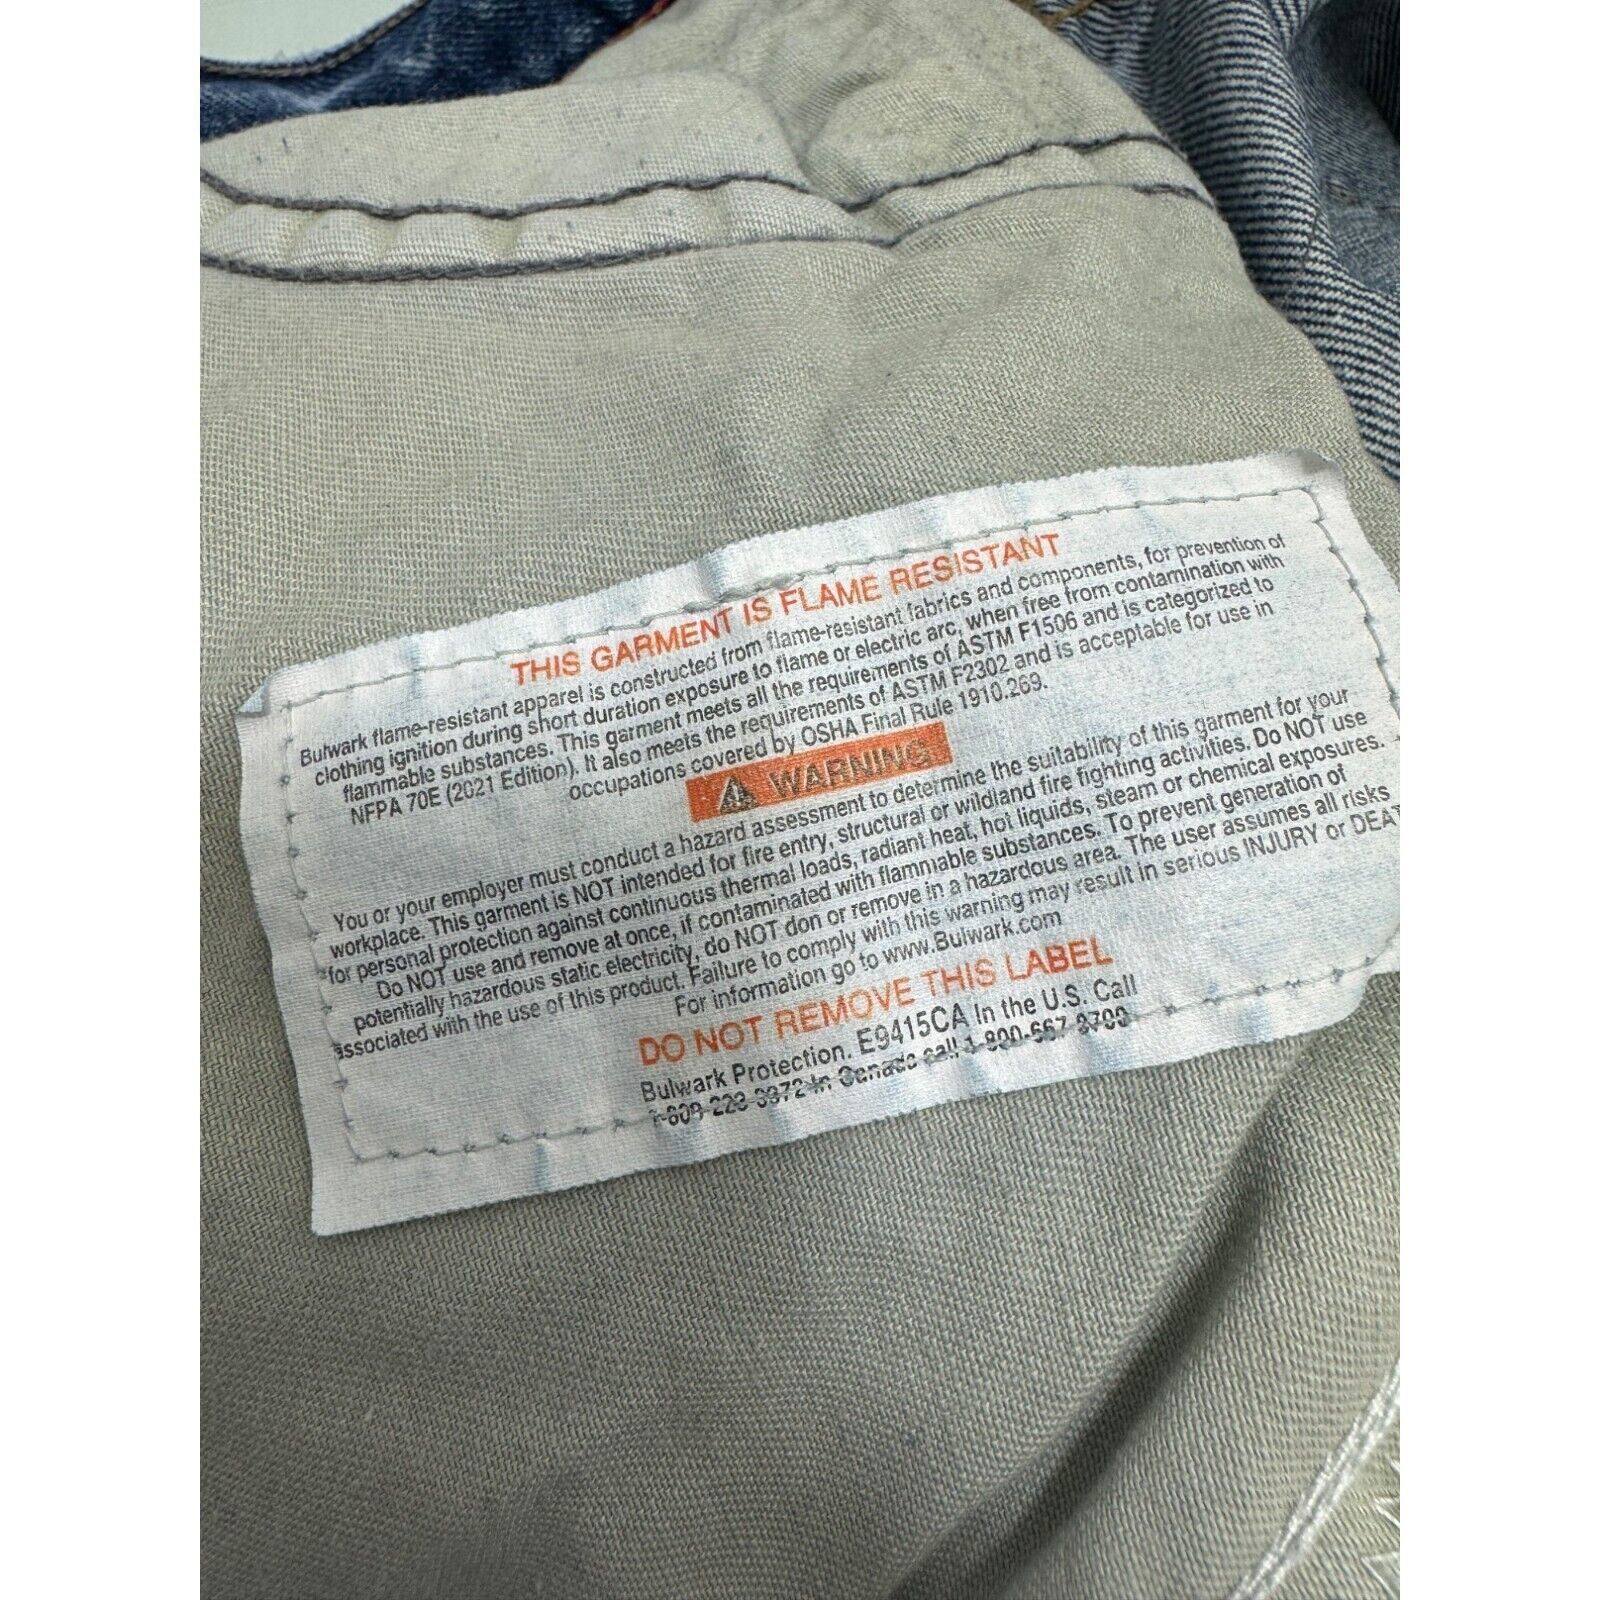 THIS GARMENT IS FLAME RESISTANT
Bulwark flame-resistant apparel is constructed from flame-resistant fabrics and components, for prevention of
clothing ignition during short duration exposure to flame or electric arc, when free from contamination with
flammable substances. This garment meets all the requirements of ASTM F1506 and is categorized to
NFPA 70E (2021 Edition). It also meets the requirements of ASTM F2302 and is acceptable for use in
occupations covered by OSHA Final Rule 1910.269.
WARNING
You or your employer must conduct a hazard assessment to determine the suitability of this garment for your
workplace. This garment is NOT intended for fire entry, structural or wildland fire fighting activities. Do NOT use
for personal protection against continuous thermal loads, radiant heat, hot liquids, steam or chemical exposures.
Do NOT use and remove at once, if contaminated with flammable substances. To prevent generation of
potentially hazardous static electricity, do NOT don or remove in a hazardous area. The user assumes all risks
associated with the use of this product. Failure to comply with this warning may result in serious INJURY or DEAT
For information go to www.Bulwark.com
DO NOT REMOVE THIS LABEL
Bulwark Protection. E9415CA In the U.S. Call
In Canada call